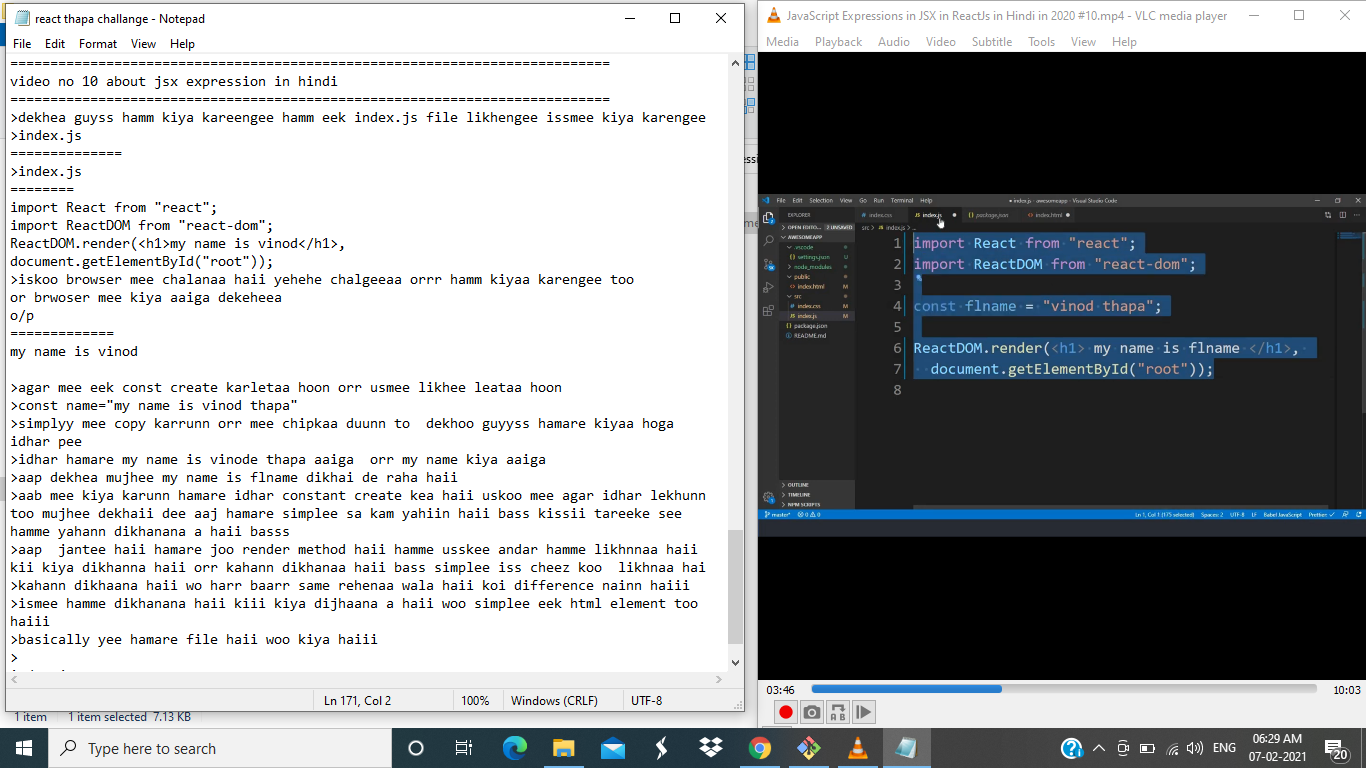 react thapa challange - Notepad
File Edit Format View Help
===========================================================================
video no 10 about jsx expression in hindi
===========================================================================
>dekhea guyss hamm kiya kareengee hamm eek index.js file likhengee issmee kiya karengee
>index.js
==============
>index.js
========
import React from "react";
import ReactDOM from "react-dom";
ReactDOM.render(<h1>my name is vinod</h1>,
document.getElementById("root"));
>iskoo browser mee chalanaa haii yehehe chalgeeaa orrr hamm kiyaa karengee too
or brwoser mee kiya aaiga dekeheea
o/p
=============
my name is vinod
>agar mee eek const create karletaa hoon orr usmee likhee leataa hoon
>const name="my name is vinod thapa"
>simplyy mee copy karrunn orr mee chipkaa duunn to  dekhoo guyyss hamare kiyaa hoga
idhar pee
>idhar hamare my name is vinode thapa aaiga  orr my name kiya aaiga
>aap dekhea mujhee my name is flname dikhai de raha haii
>aab mee kiya karunn hamare idhar constant create kea haii uskoo mee agar idhar lekhunn
too mujhee dekhaii dee aaj hamare simplee sa kam yahiin haii bass kissii tareeke see
hamme yahann dikhanana a haii basss
>aap  jantee haii hamare joo render method haii hamme usskee andar hamme likhnnaa haii
kii kiya dikhanna haii orr kahann dikhanaa haii bass simplee iss cheez koo  likhnaa hai
>kahann dikhaana haii wo harr baarr same rehenaa wala haii koi difference nainn haiii
>ismee hamme dikhanana haii kiii kiya dijhaana a haii woo simplee eek html element too
haiii
>basically yee hamare file haii woo kiya haiii
>
Ln 171, Col 2 100% Windows (CRLF) UTF-8
1 item 1 item selected 7.13 KB
JavaScript Expressions in JSX in ReactJs in Hindi in 2020 #10.mp4 - VLC media player
Media Playback Audio Video Subtitle Tools View Help
File Edit Selection View Go Run Terminal Help
● index.js - awesomeapp - Visual Studio Code
EXPLORER
OPEN EDITO... 2 UNSAVED
AWESOMEAPP
.vscode
settings.json U
node_modules
public
index.html M
src
index.css M
index.js M
package.json
README.md
OUTLINE
TIMELINE
NPM SCRIPTS
index.css index.js package.json index.html
src > index.js > ...
1 import React from "react";
2 import ReactDOM from "react-dom";
3
4 const flname = "vinod thapa";
5
6 ReactDOM.render(<h1> my name is flname </h1>,
7 document.getElementById("root"));
8
master* 0 0 Ln 1, Col 1 (175 selected) Spaces: 2 UTF-8 LF Babel JavaScript Prettier: ✓
03:46 10:03
Type here to search
ENG
06:29 AM
07-02-2021
20